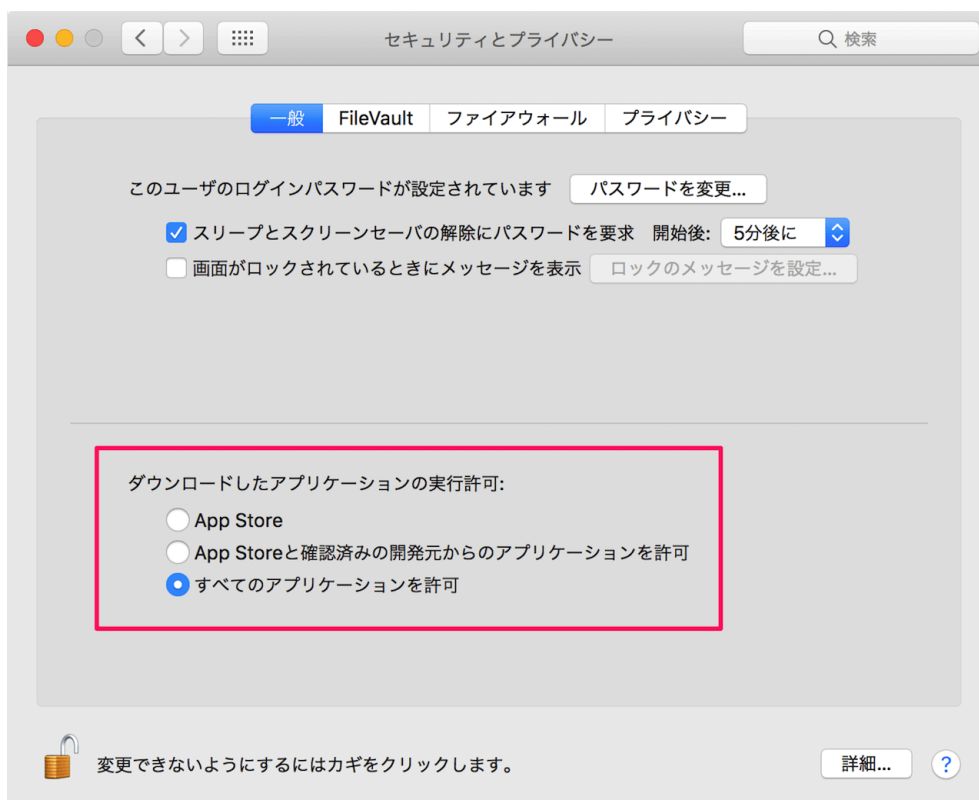 セキュリティとプライバシー
検索
一般 FileVault ファイアウォール プライバシー
このユーザのログインパスワードが設定されています パスワードを変更...
スリープとスクリーンセーバの解除にパスワードを要求 開始後: 5分後に
画面がロックされているときにメッセージを表示 ロックのメッセージを設定...
ダウンロードしたアプリケーションの実行許可:
App Store
App Storeと確認済みの開発元からのアプリケーションを許可
すべてのアプリケーションを許可
変更できないようにするにはカギをクリックします。 詳細... ?